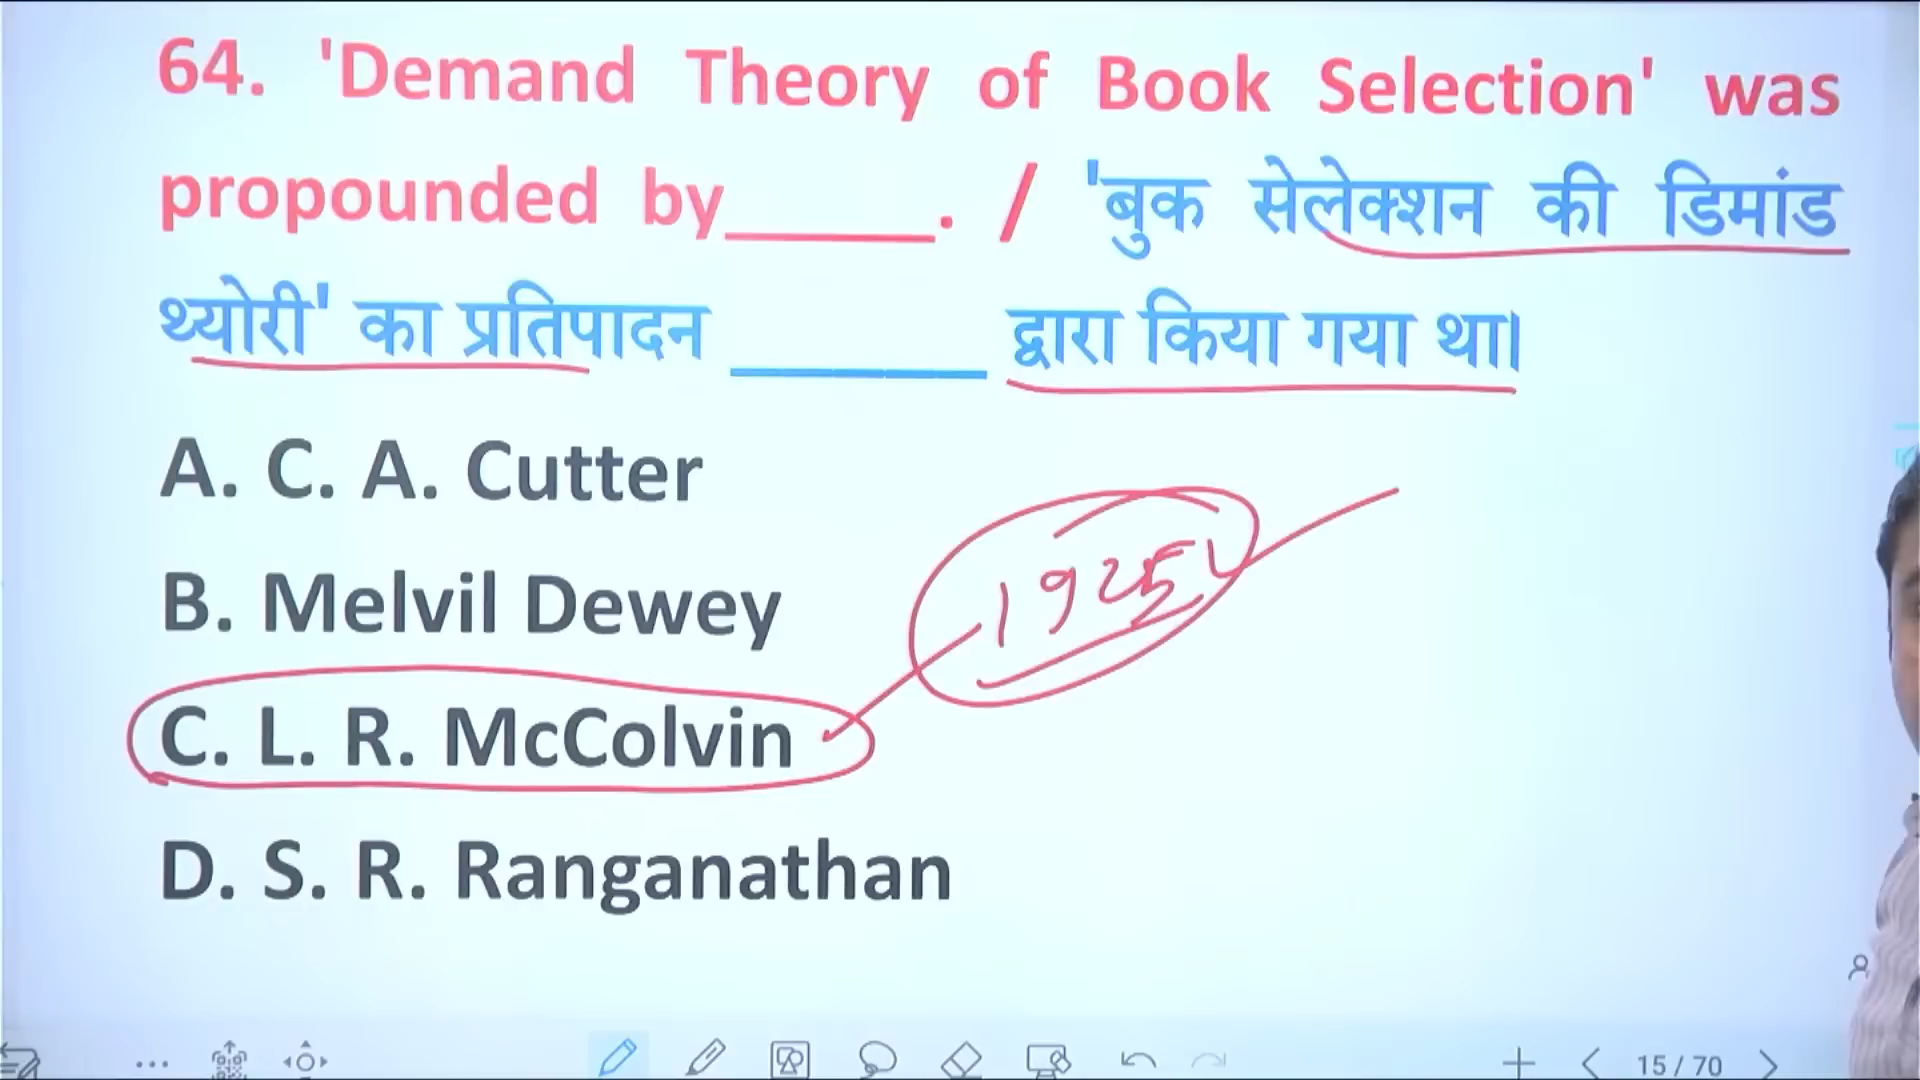 64. 'Demand Theory of Book Selection' was
propounded by_____. / 'बुक सेलेक्शन की डिमांड
थ्योरी' का प्रतिपादन ______ द्वारा किया गया था।
A. C. A. Cutter
B. Melvil Dewey
1925
C. L. R. McColvin
D. S. R. Ranganathan
15 / 70